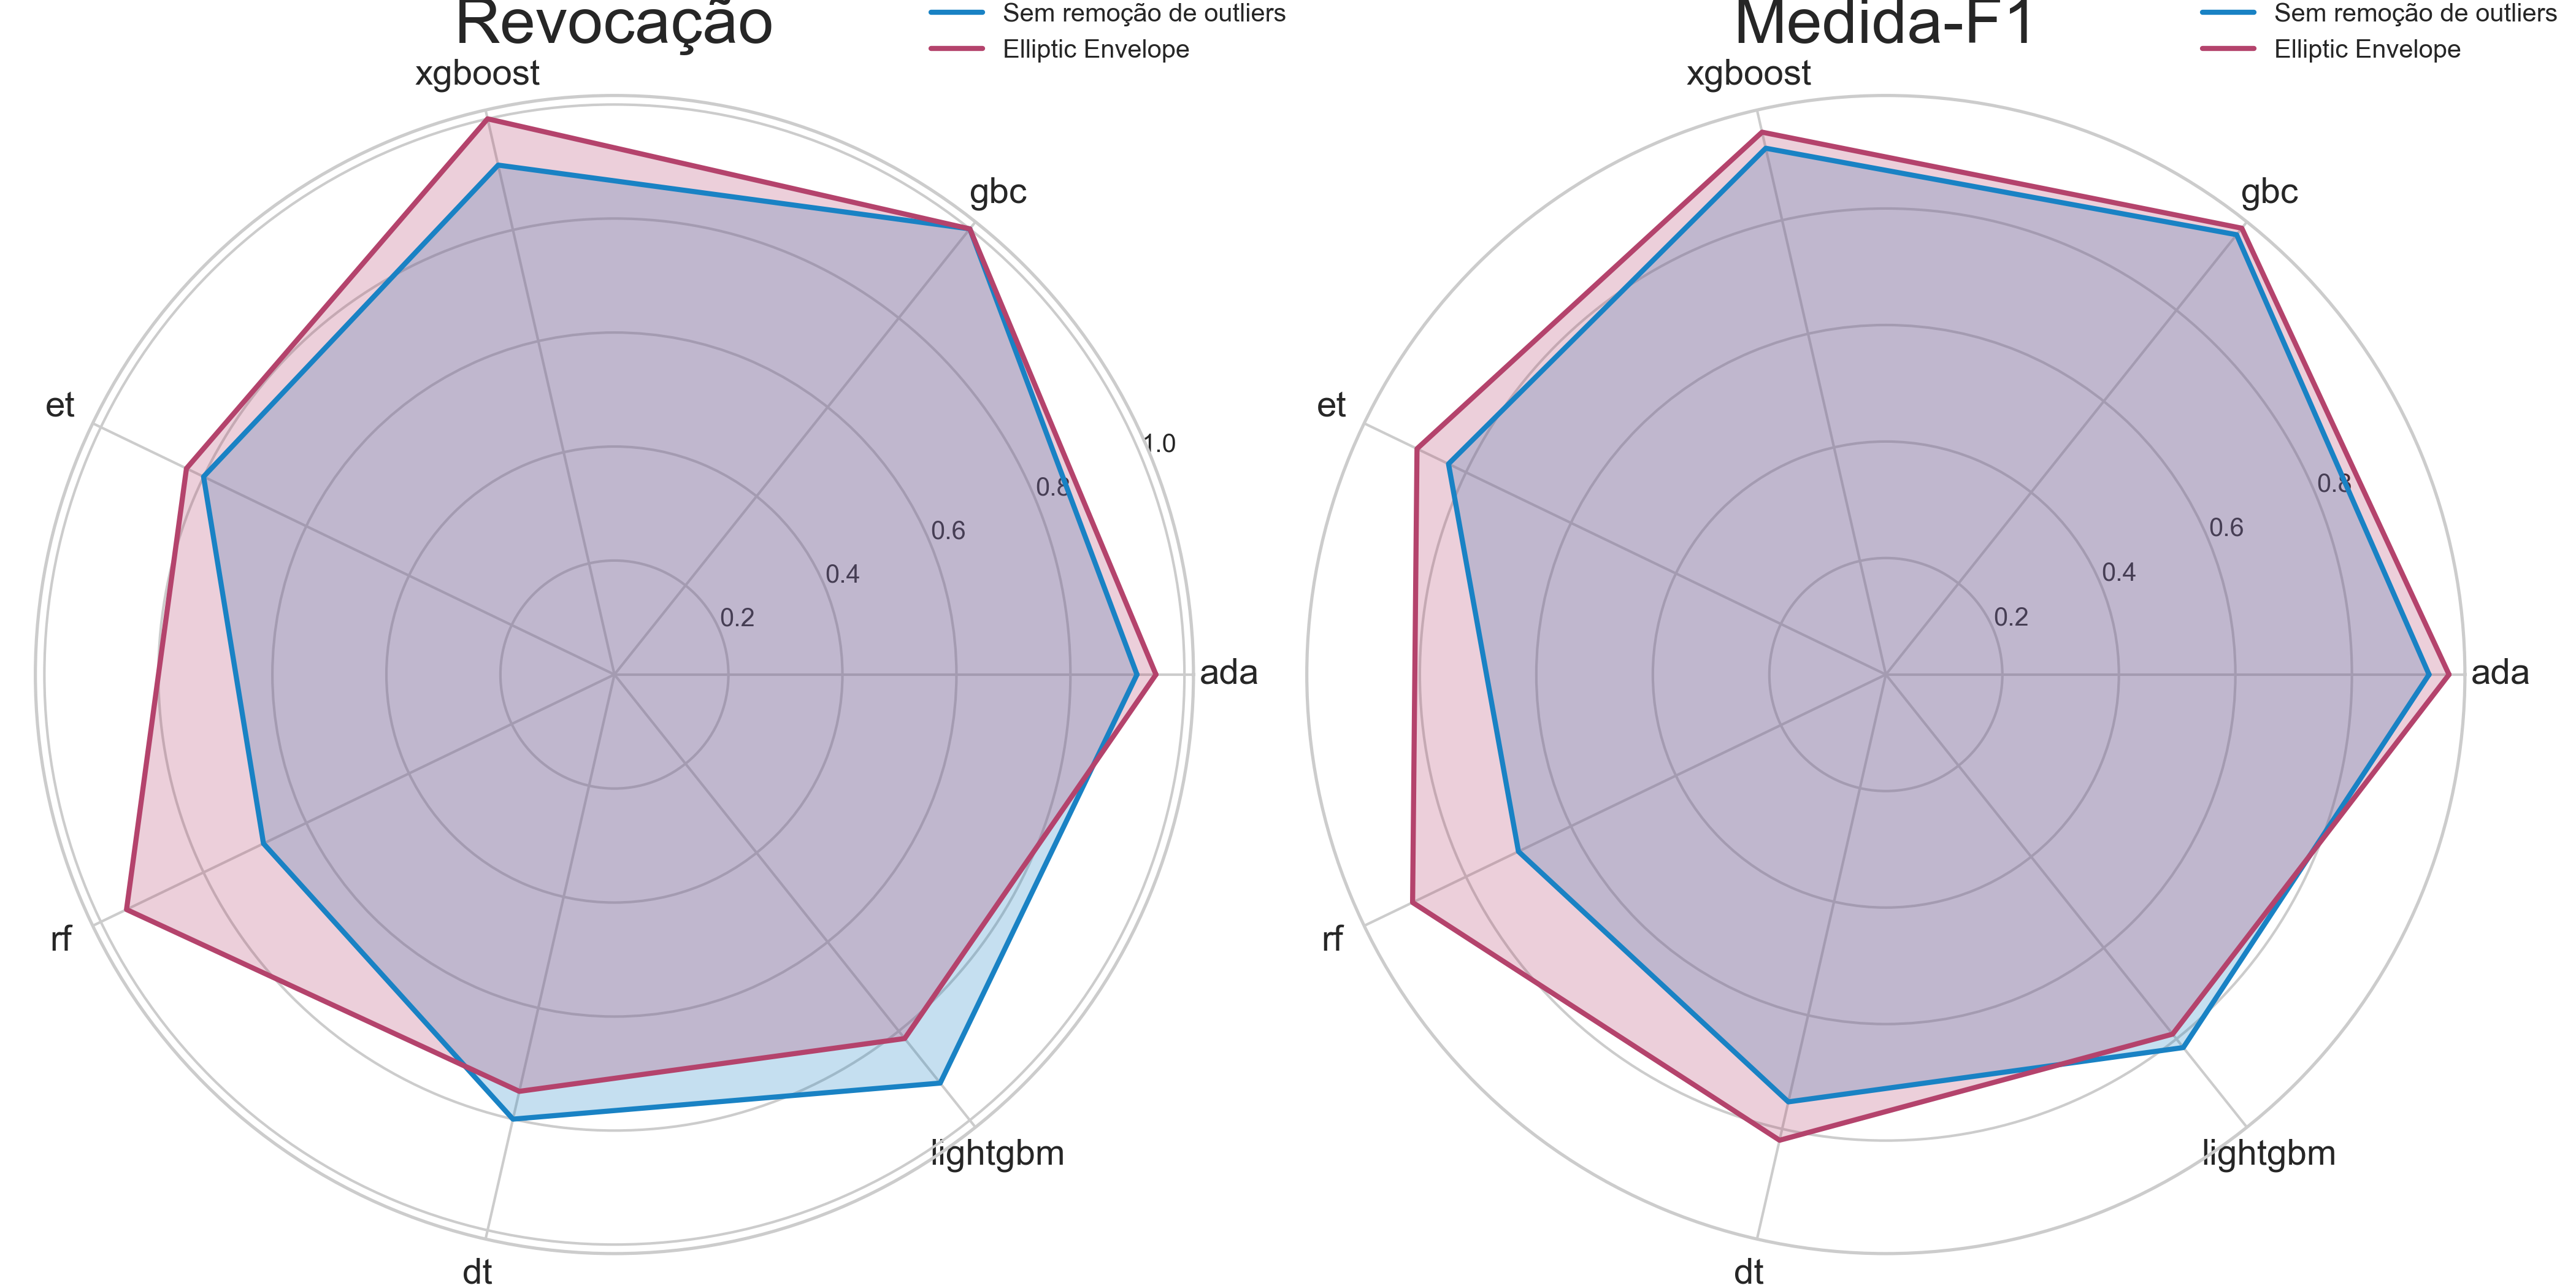 Revocação
Sem remoção de outliers
Elliptic Envelope
xgboost
gbc
et
1.0
0.8
0.6
0.4
0.2
ada
rf
lightgbm
dt
Medida-F1
Sem remoção de outliers
Elliptic Envelope
xgboost
gbc
et
0.8
0.6
0.4
0.2
ada
rf
lightgbm
dt